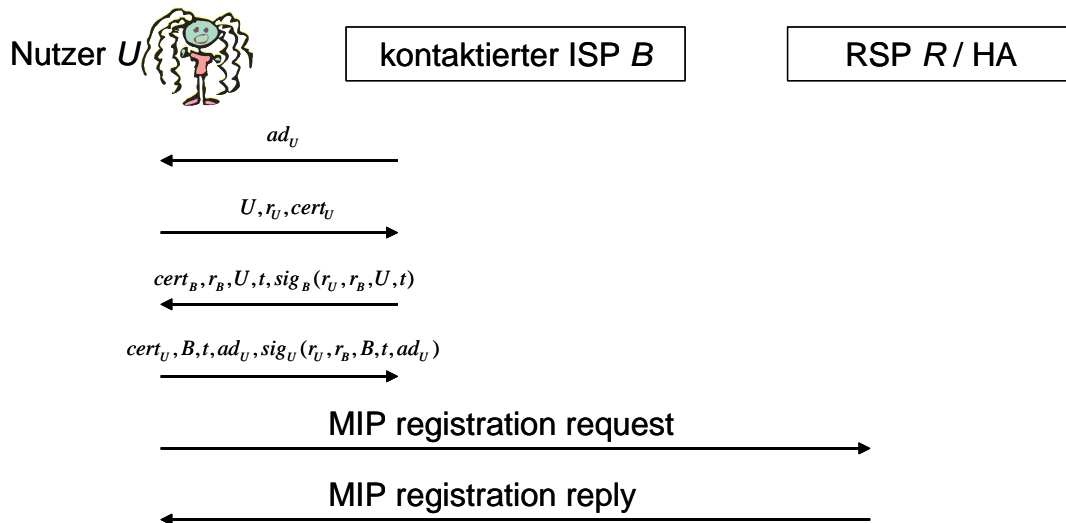 Nutzer U
kontaktierter ISP B
RSP R / HA
ad_U
U,r_U,cert_U
cert_B,r_B,U,t,sig_B(r_U,r_B,U,t)
cert_U,B,t,ad_U,sig_U(r_U,r_B,B,t,ad_U)
MIP registration request
MIP registration reply